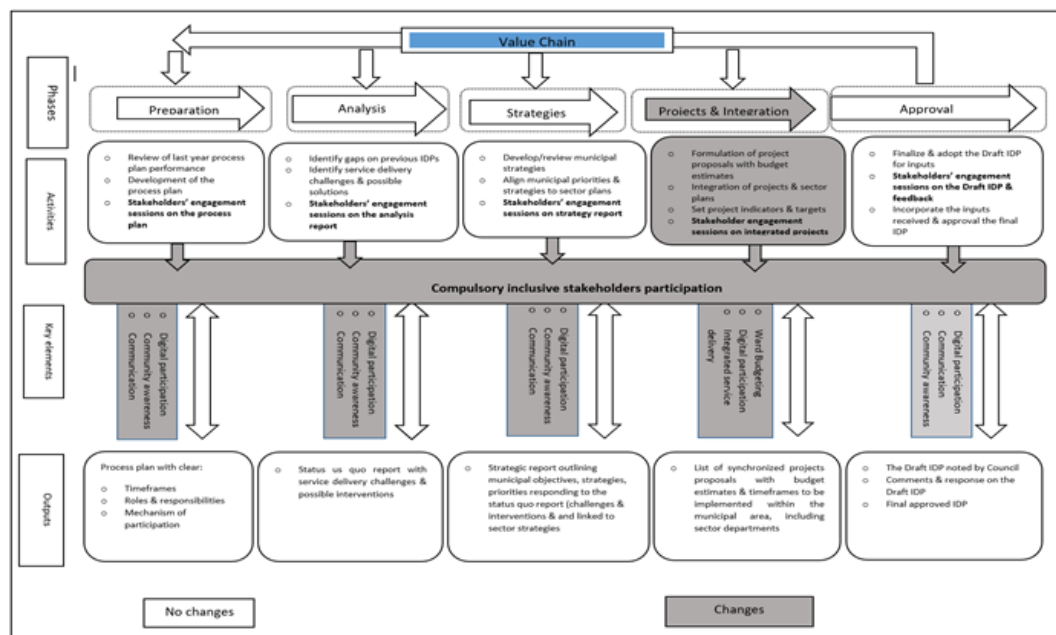 Value Chain
Phases
Preparation
Analysis
Strategies
Projects & Integration
Approval
Activities
o Review of last year process
plan performance
o Development of the
process plan
o Stakeholders' engagement
sessions on the process
plan
o Identify gaps on previous IDPs
o Identify service delivery
challenges & possible
solutions
o Stakeholders' engagement
sessions on the analysis
report
o Develop/review municipal
strategies
o Align municipal priorities &
strategies to sector plans
o Stakeholders' engagement
sessions on strategy report
o Formulation of project
proposals with budget
estimates
o Integration of projects & sector
plans
o Set project indicators & targets
o Stakeholder engagement
sessions on integrated projects
o Finalize & adopt the Draft IDP
for inputs
o Stakeholders' engagement
sessions on the Draft IDP &
feedback
o Incorporate the inputs
received & approval the final
IDP
Compulsory inclusive stakeholders participation
Key elements
o Digital participation
o Community awareness
o Communication
o Digital participation
o Community awareness
o Communication
o Digital participation
o Community awareness
o Communication
o Ward Budgeting
o Digital participation
o Integrated service
delivery
o Digital participation
o Communication
o Community awareness
Outputs
Process plan with clear:
o Timeframes
o Roles & responsibilities
o Mechanism of
participation
o Status us quo report with
service delivery challenges &
possible interventions
o Strategic report outlining
municipal objectives, strategies,
priorities responding to the
status quo report (challenges &
interventions & and linked to
sector strategies
o List of synchronized projects
proposals with budget
estimates & timeframes to be
implemented within the
municipal area, including
sector departments
o The Draft IDP noted by Council
o Comments & response on the
Draft IDP
o Final approved IDP
No changes
Changes